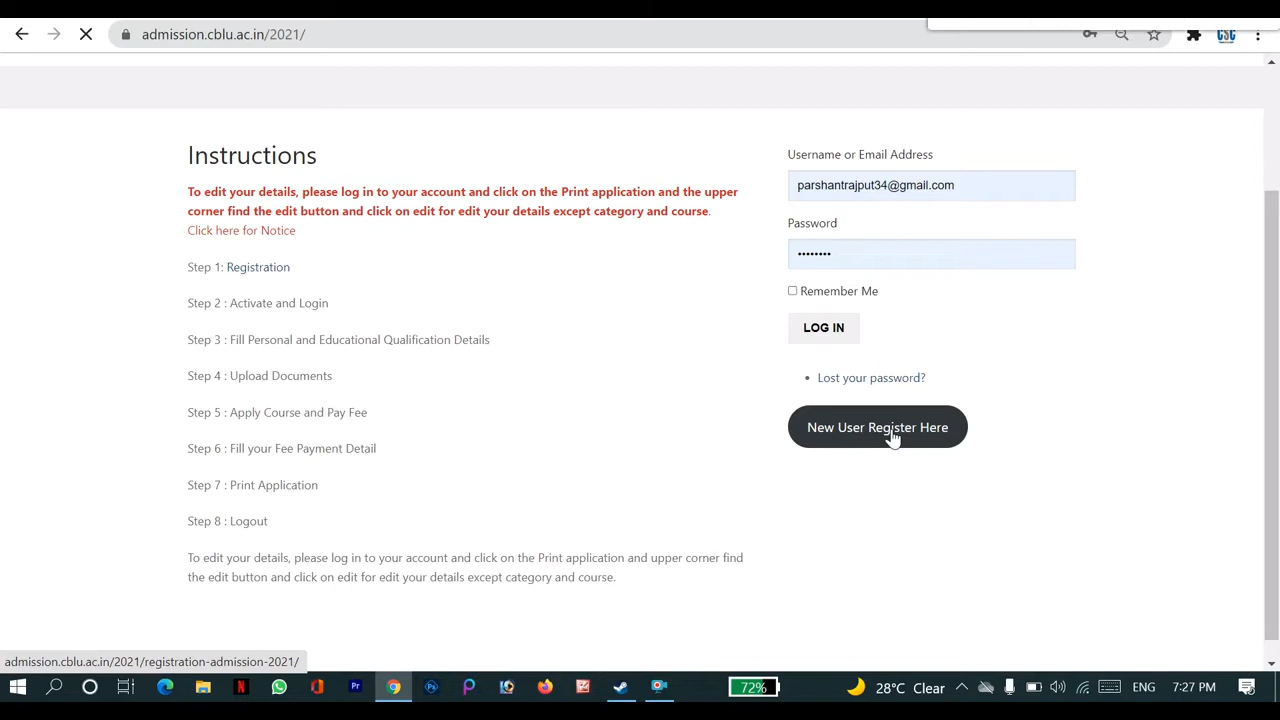 admission.cblu.ac.in/2021/
CSC
Instructions
To edit your details, please log in to your account and click on the Print application and the upper
corner find the edit button and click on edit for edit your details except category and course.
Click here for Notice
Step 1: Registration
Step 2 : Activate and Login
Step 3 : Fill Personal and Educational Qualification Details
Step 4 : Upload Documents
Step 5 : Apply Course and Pay Fee
Step 6 : Fill your Fee Payment Detail
Step 7 : Print Application
Step 8 : Logout
To edit your details, please log in to your account and click on the Print application and upper corner find
the edit button and click on edit for edit your details except category and course.
Username or Email Address
parshantrajput34@gmail.com
Password
••••••••
Remember Me
LOG IN
• Lost your password?
New User Register Here
admission.cblu.ac.in/2021/registration-admission-2021/
N
Pr
72%
28°C Clear
ENG
7:27 PM